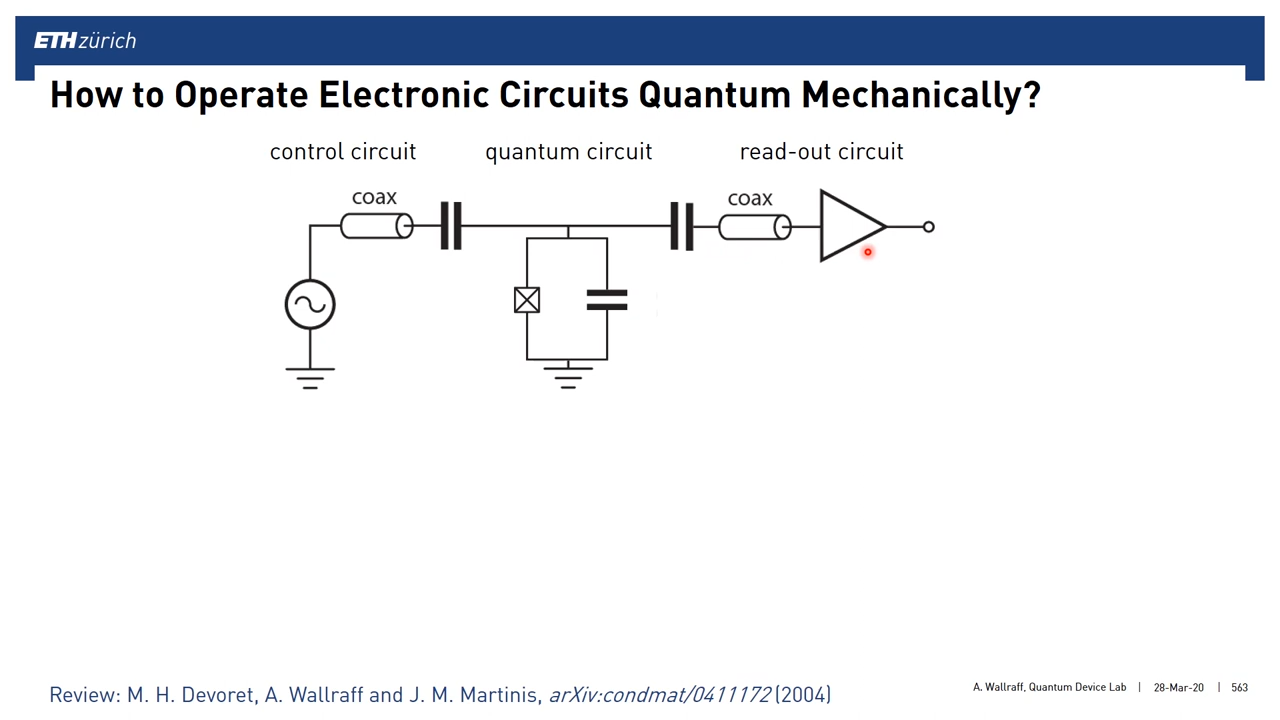 ETH zürich
How to Operate Electronic Circuits Quantum Mechanically?
control circuit quantum circuit read-out circuit
coax coax
Review: M. H. Devoret, A. Wallraff and J. M. Martinis, arXiv:condmat/0411172 (2004)
A. Wallraff, Quantum Device Lab | 28-Mar-20 | 563